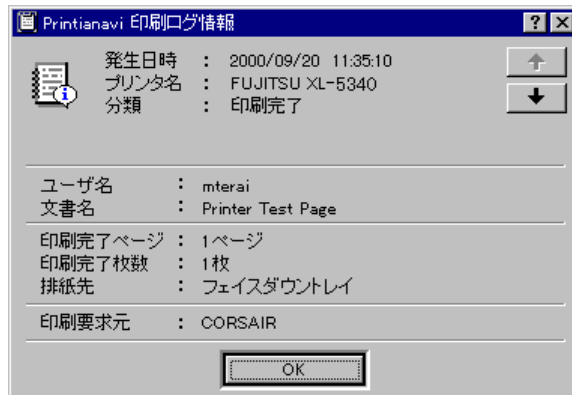 Printianavi 印刷ログ情報
発生日時 : 2000/09/20 11:35:10
プリンタ名 : FUJITSU XL-5340
分類 : 印刷完了
ユーザ名 : mterai
文書名 : Printer Test Page
印刷完了ページ : 1ページ
印刷完了枚数 : 1枚
排紙先 : フェイスダウントレイ
印刷要求元 : CORSAIR
OK